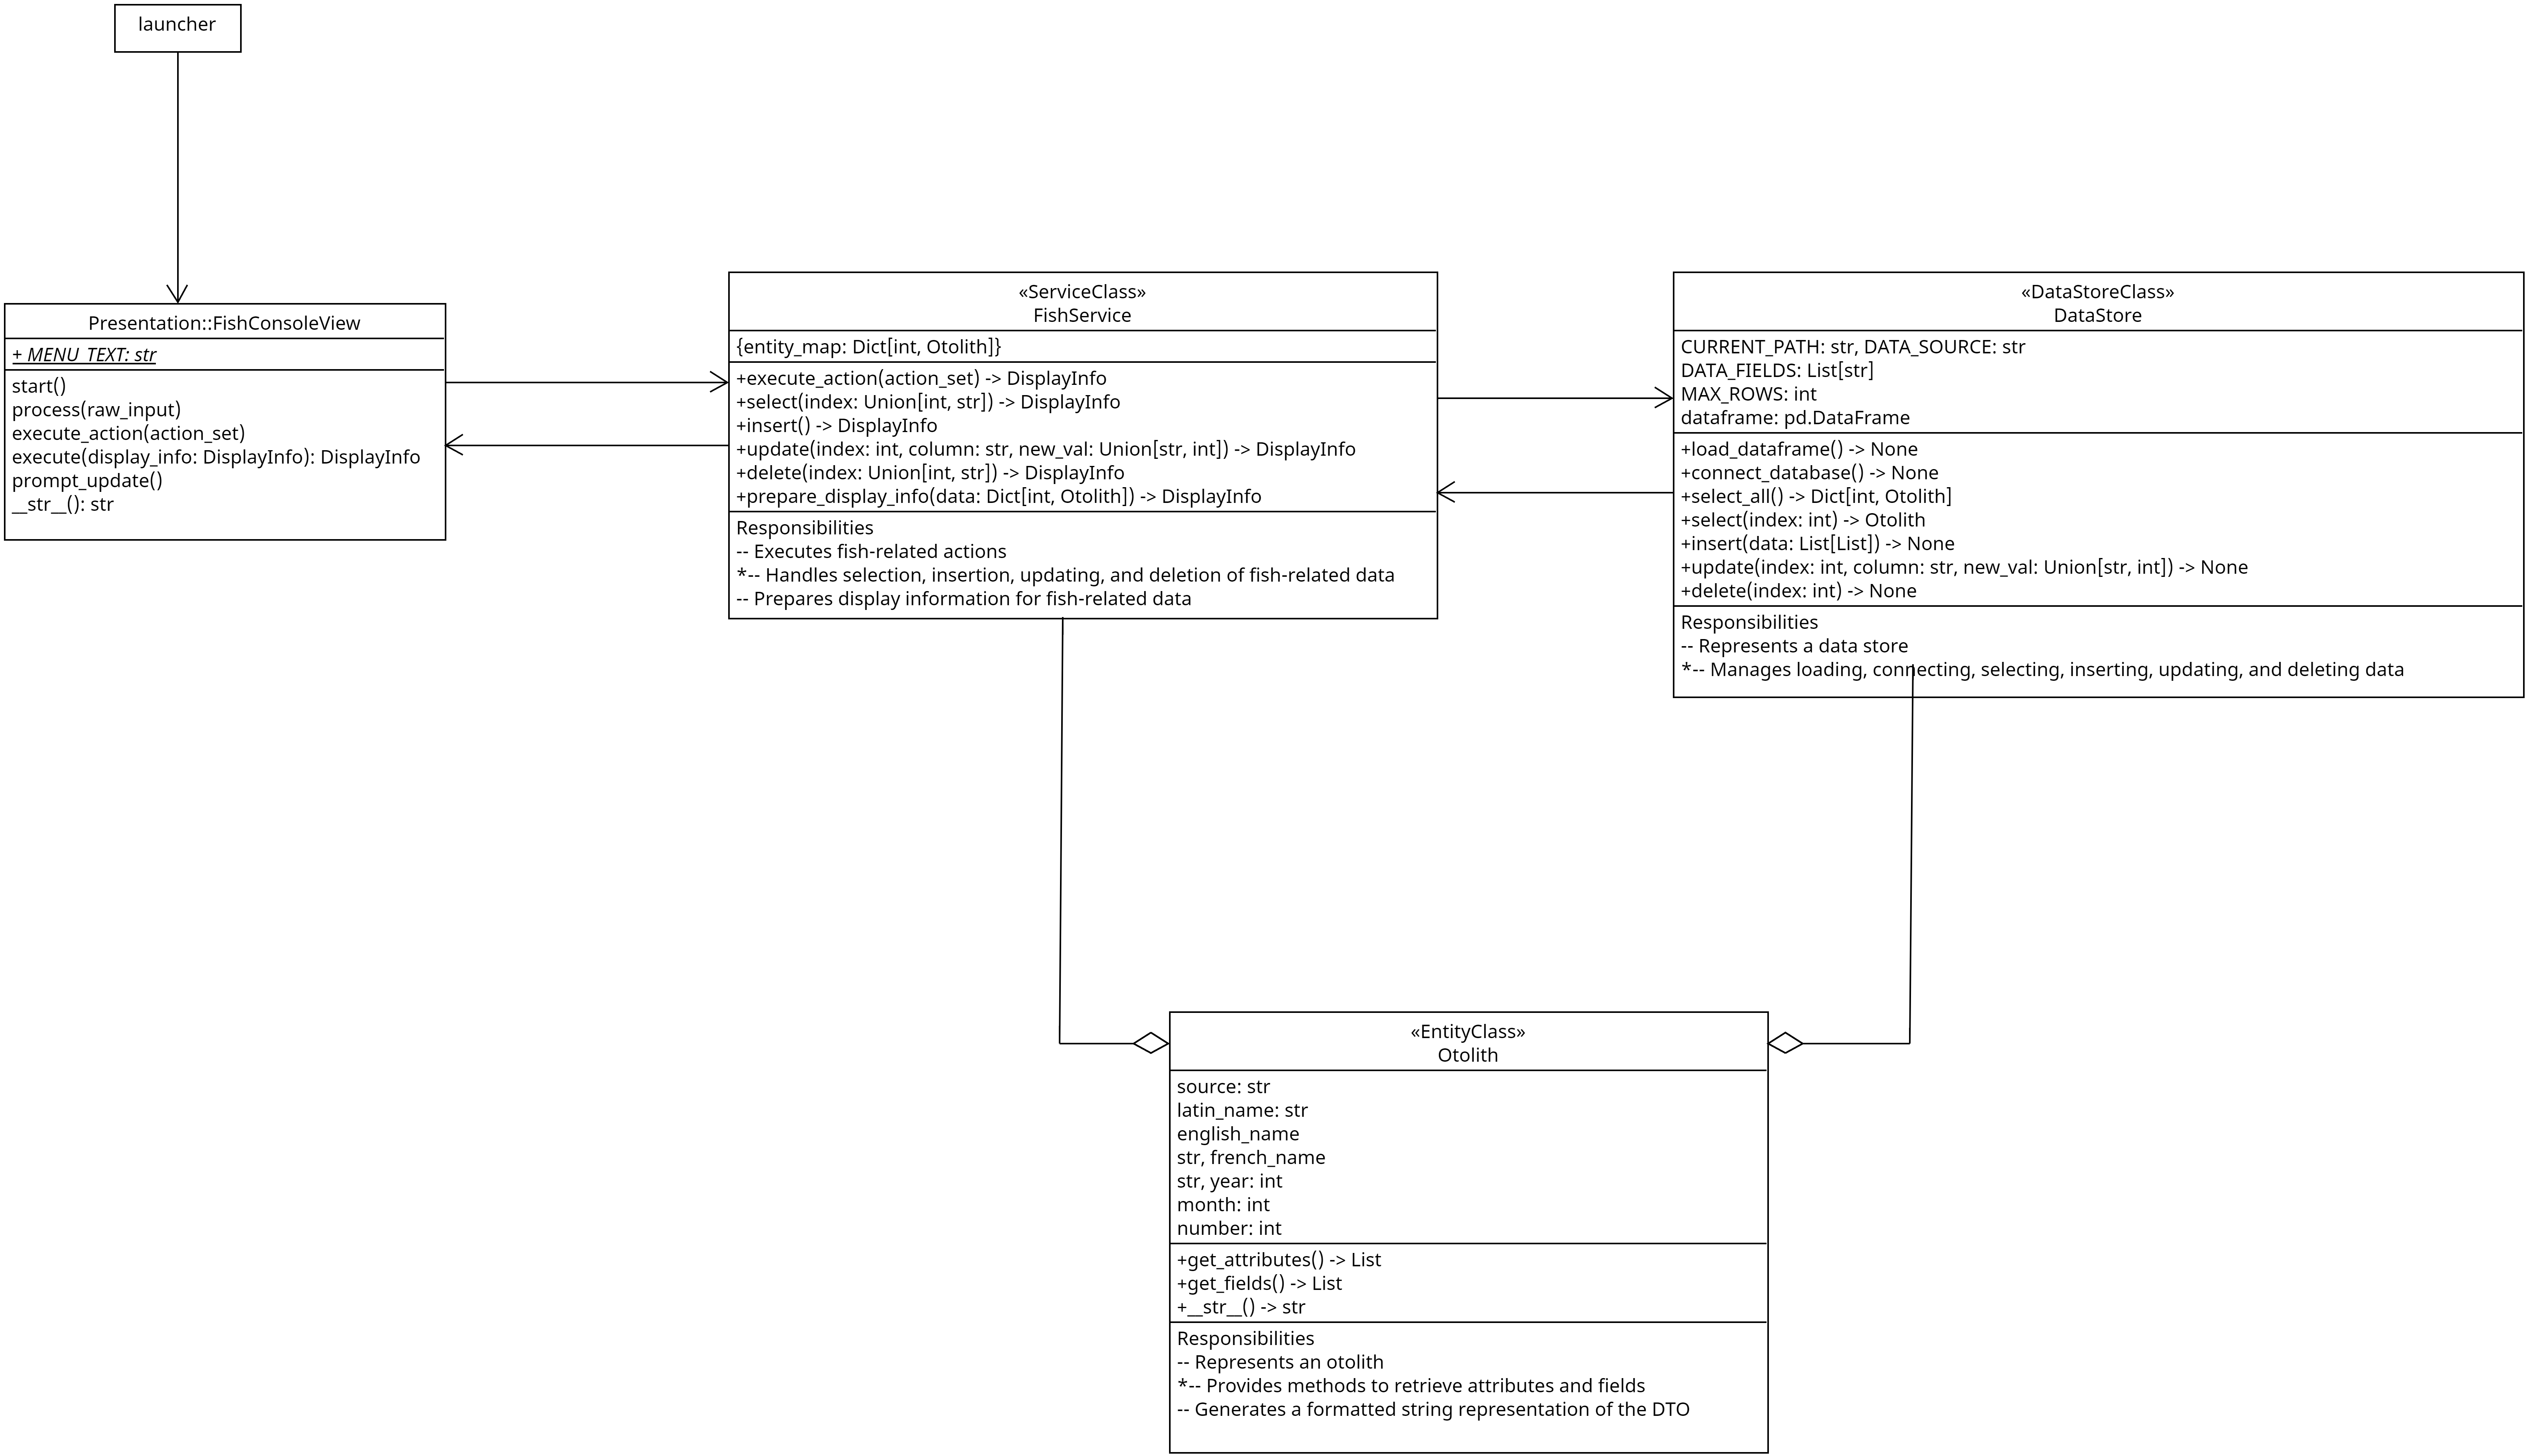 launcher
Presentation::FishConsoleView
+ MENU_TEXT: str
start()
process(raw_input)
execute_action(action_set)
execute(display_info: DisplayInfo): DisplayInfo
prompt_update()
__str__(): str
«ServiceClass»
FishService
{entity_map: Dict[int, Otolith]}
+execute_action(action_set) -> DisplayInfo
+select(index: Union[int, str]) -> DisplayInfo
+insert() -> DisplayInfo
+update(index: int, column: str, new_val: Union[str, int]) -> DisplayInfo
+delete(index: Union[int, str]) -> DisplayInfo
+prepare_display_info(data: Dict[int, Otolith]) -> DisplayInfo
Responsibilities
-- Executes fish-related actions
*-- Handles selection, insertion, updating, and deletion of fish-related data
-- Prepares display information for fish-related data
«DataStoreClass»
DataStore
CURRENT_PATH: str, DATA_SOURCE: str
DATA_FIELDS: List[str]
MAX_ROWS: int
dataframe: pd.DataFrame
+load_dataframe() -> None
+connect_database() -> None
+select_all() -> Dict[int, Otolith]
+select(index: int) -> Otolith
+insert(data: List[List]) -> None
+update(index: int, column: str, new_val: Union[str, int]) -> None
+delete(index: int) -> None
Responsibilities
-- Represents a data store
*-- Manages loading, connecting, selecting, inserting, updating, and deleting data
«EntityClass»
Otolith
source: str
latin_name: str
english_name
str, french_name
str, year: int
month: int
number: int
+get_attributes() -> List
+get_fields() -> List
+__str__() -> str
Responsibilities
-- Represents an otolith
*-- Provides methods to retrieve attributes and fields
-- Generates a formatted string representation of the DTO